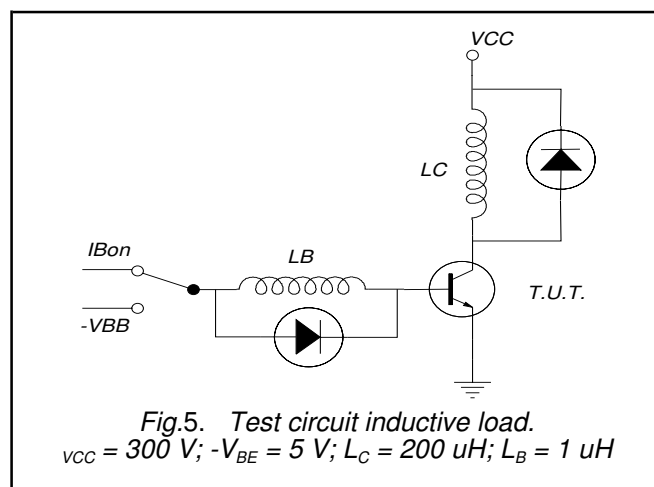 VCC
LC
IBon
LB
T.U.T.
-VBB
Fig.5. Test circuit inductive load.
VCC = 300 V; -VBE = 5 V; LC = 200 uH; LB = 1 uH